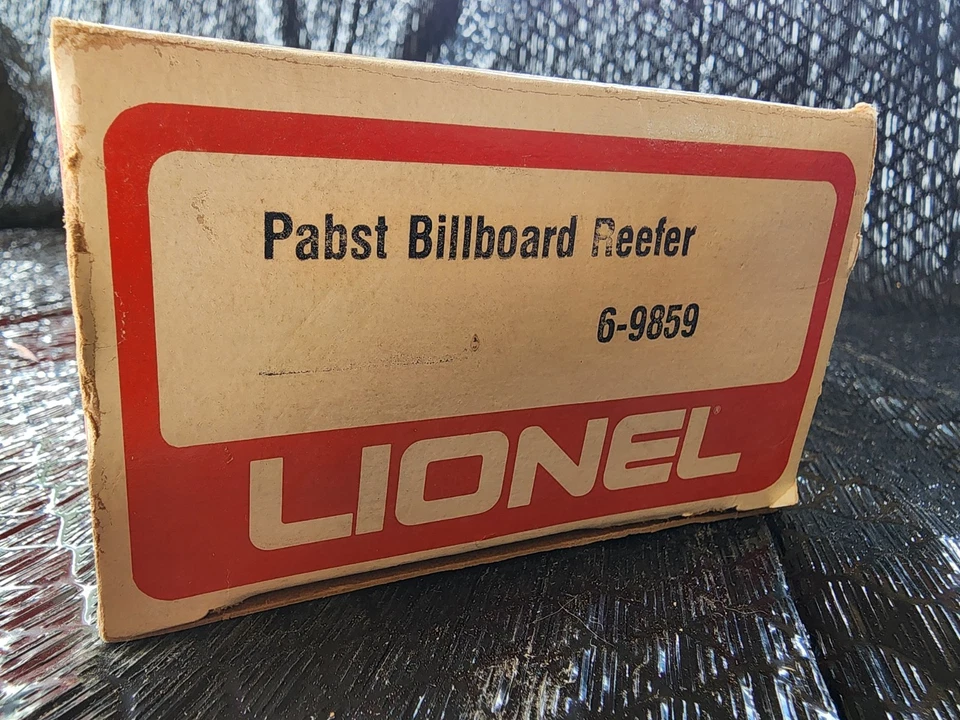 Pabst Billboard Reefer
6-9859
LIONEL®